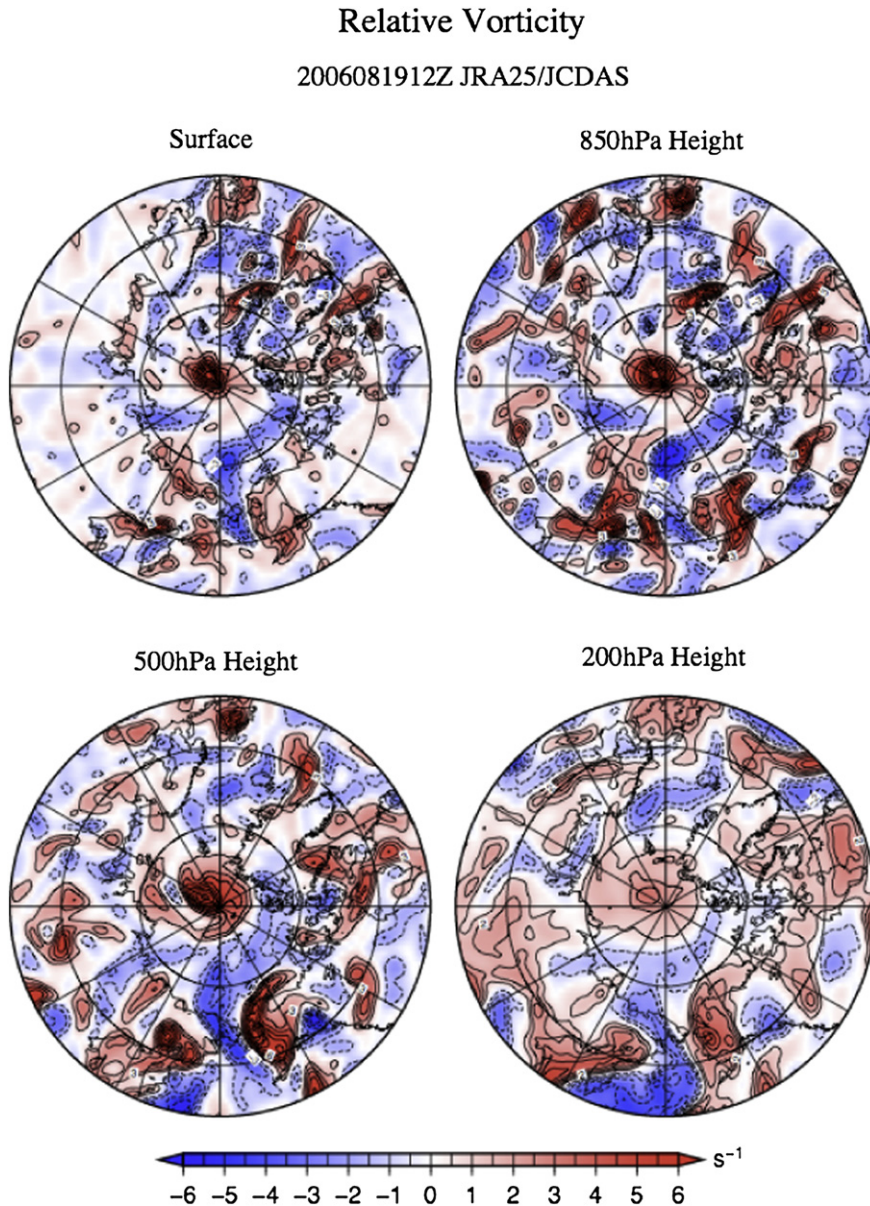 Relative Vorticity
2006081912Z JRA25/JCDAS
Surface
850hPa Height
500hPa Height
200hPa Height
-6 -5 -4 -3 -2 -1 0 1 2 3 4 5 6 s⁻¹